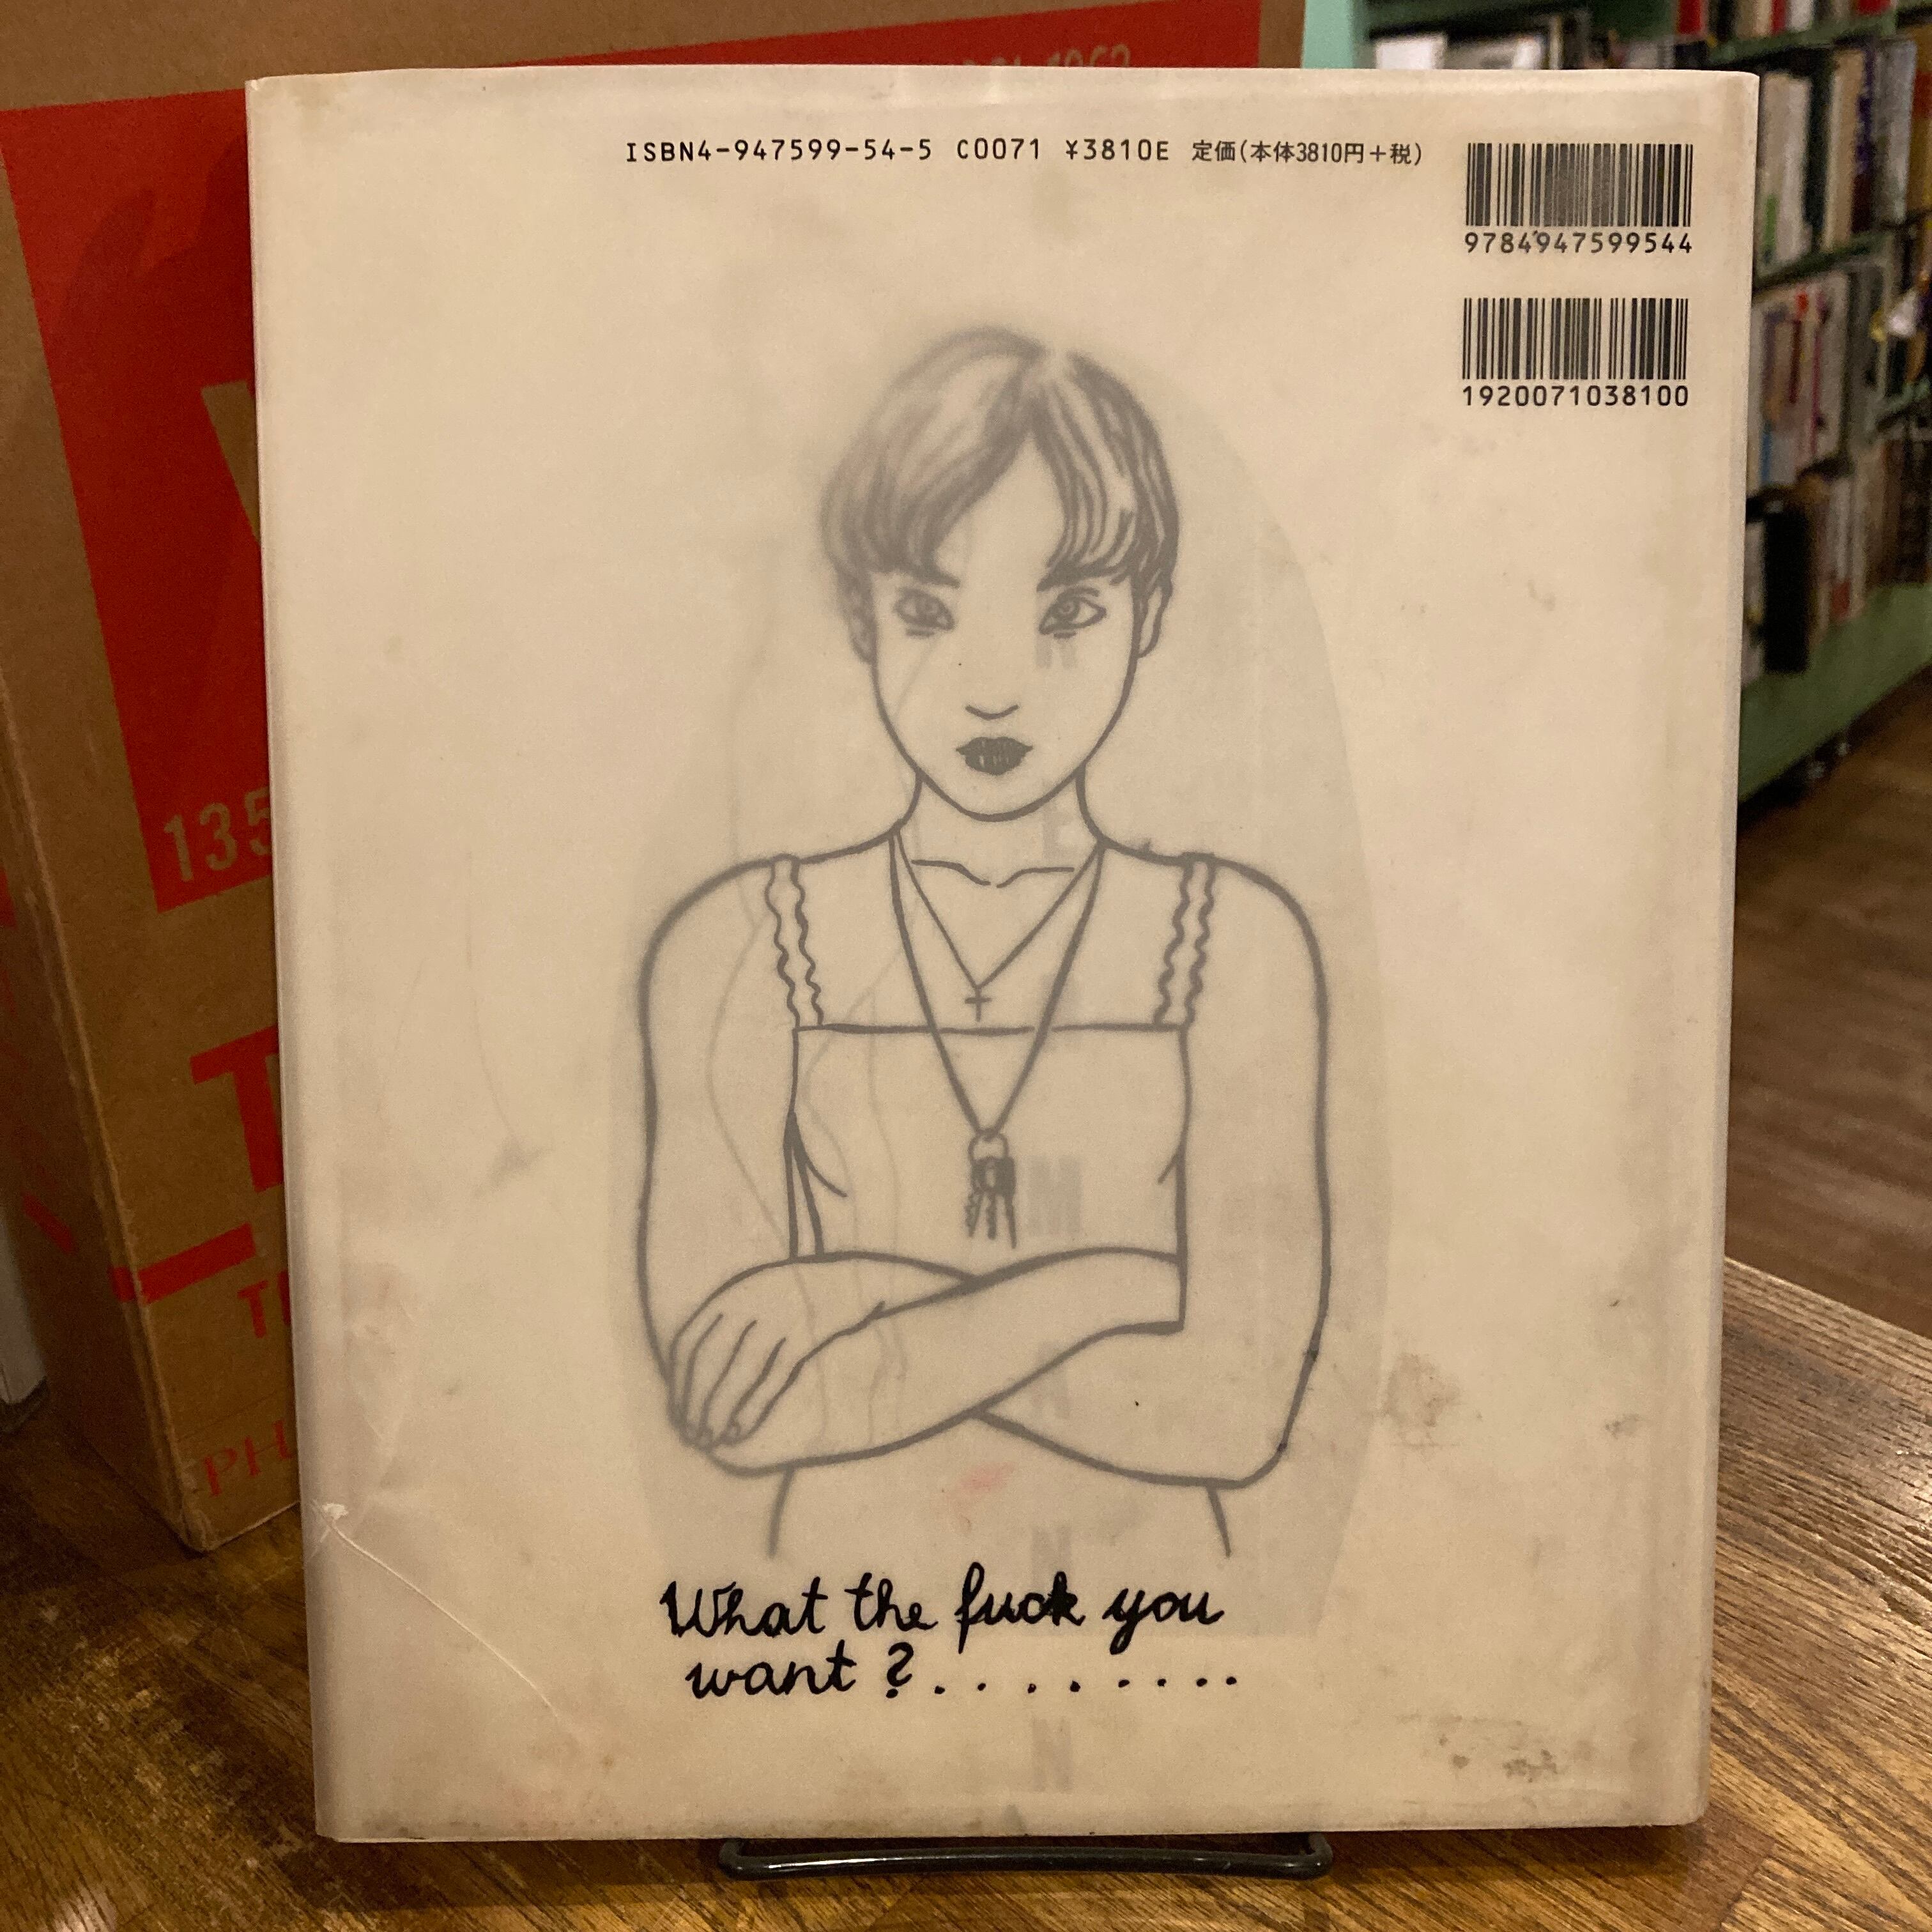 ISBN4-947599-54-5 C0071 ¥3810E 定価(本体3810円+税)
9784947599544
1920071038100
135
What the fuck you
want ?.........